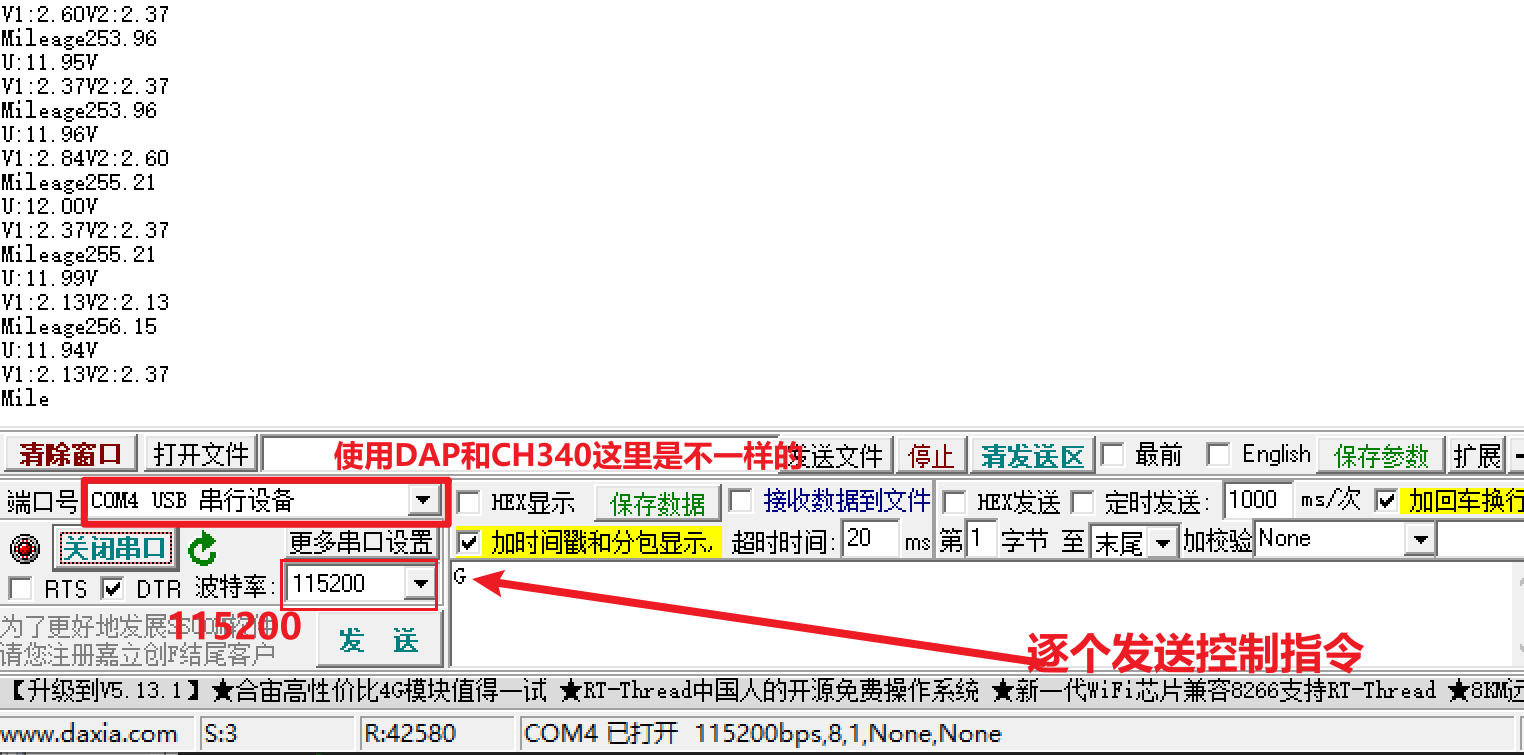 V1:2.60V2:2.37
Mileage253.96
U:11.95V
V1:2.37V2:2.37
Mileage253.96
U:11.96V
V1:2.84V2:2.60
Mileage255.21
U:12.00V
V1:2.37V2:2.37
Mileage255.21
U:11.99V
V1:2.13V2:2.13
Mileage256.15
U:11.94V
V1:2.13V2:2.37
Mile
清除窗口 打开文件 使用DAP和CH340这里是不一样的 发送文件 停止 清发送区 最前 English 保存参数 扩展
端口号 COM4 USB 串行设备 HEX显示 保存数据 接收数据到文件 HEX发送 定时发送: 1000 ms/次 加回车换行
关闭串口 更多串口设置 加时间戳和分包显示, 超时时间: 20 ms 第 1 字节 至 末尾 加校验 None
RTS DTR 波特率: 115200 G
为了更好地发展 115200
请您注册嘉立创F结尾客户 发 送 逐个发送控制指令
【升级到V5.13.1】 ★合宙高性价比4G模块值得一试 ★RT-Thread中国人的开源免费操作系统 ★新一代WiFi芯片兼容8266支持RT-Thread ★8KM远
www.daxia.com S:3 R:42580 COM4 已打开 115200bps,8,1,None,None